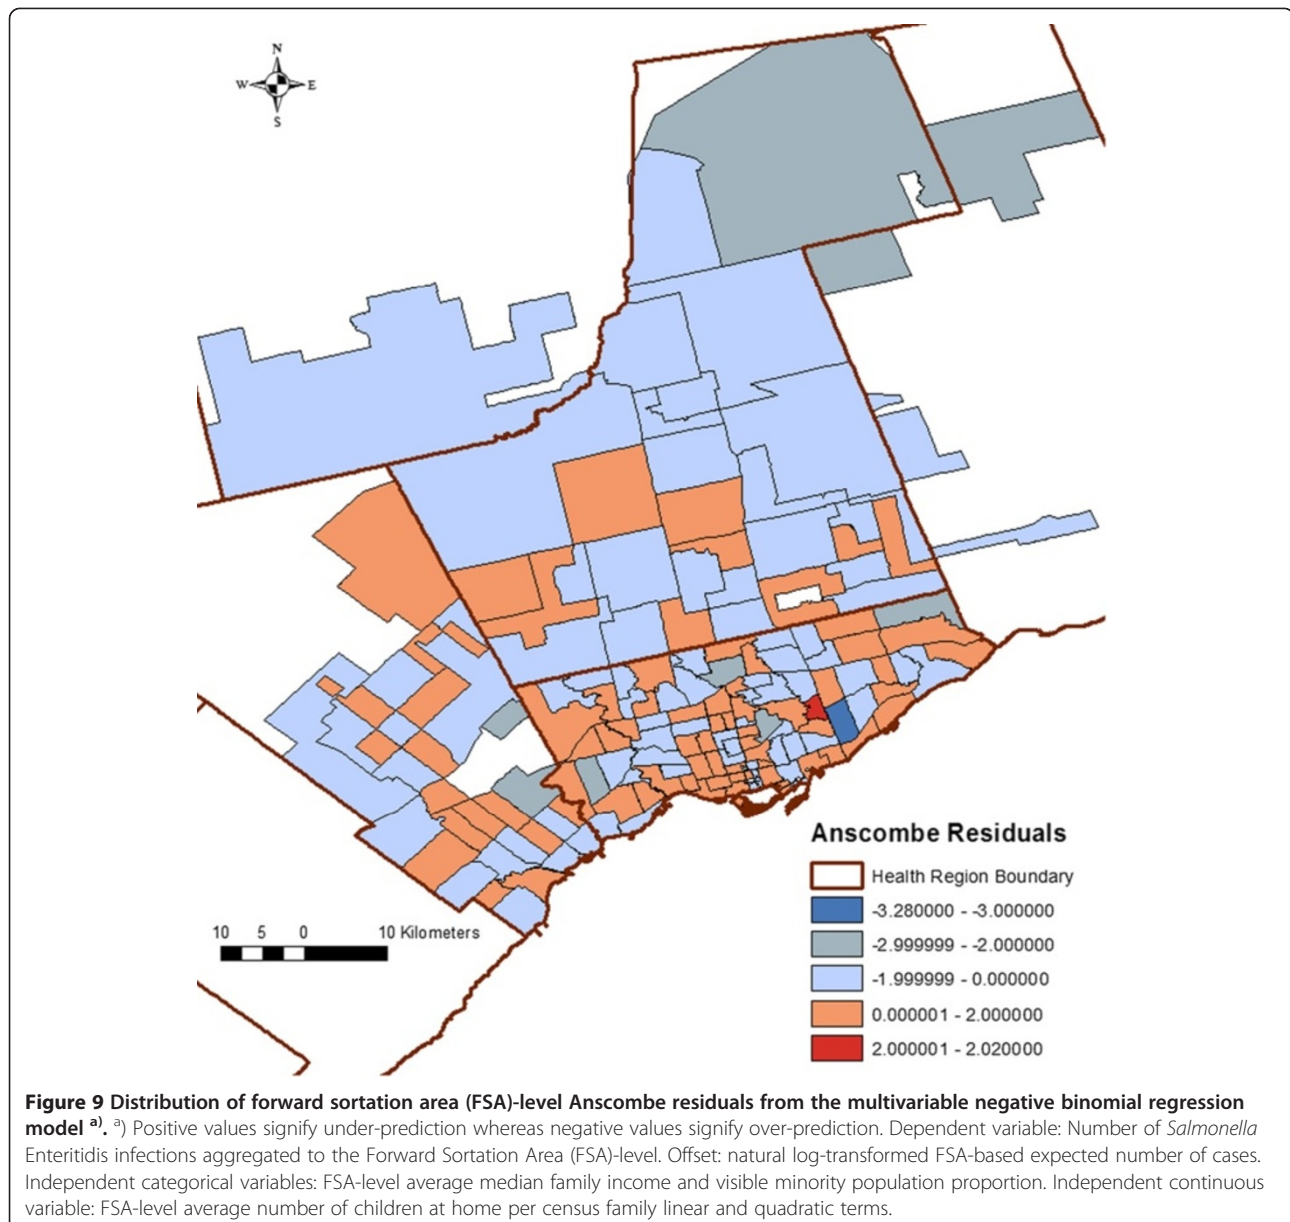 N
W E
S
Anscombe Residuals
Health Region Boundary
-3.280000 - -3.000000
-2.999999 - -2.000000
-1.999999 - 0.000000
0.000001 - 2.000000
2.000001 - 2.020000
10 5 0 10 Kilometers
Figure 9 Distribution of forward sortation area (FSA)-level Anscombe residuals from the multivariable negative binomial regression
model a). a) Positive values signify under-prediction whereas negative values signify over-prediction. Dependent variable: Number of Salmonella
Enteritidis infections aggregated to the Forward Sortation Area (FSA)-level. Offset: natural log-transformed FSA-based expected number of cases.
Independent categorical variables: FSA-level average median family income and visible minority population proportion. Independent continuous
variable: FSA-level average number of children at home per census family linear and quadratic terms.